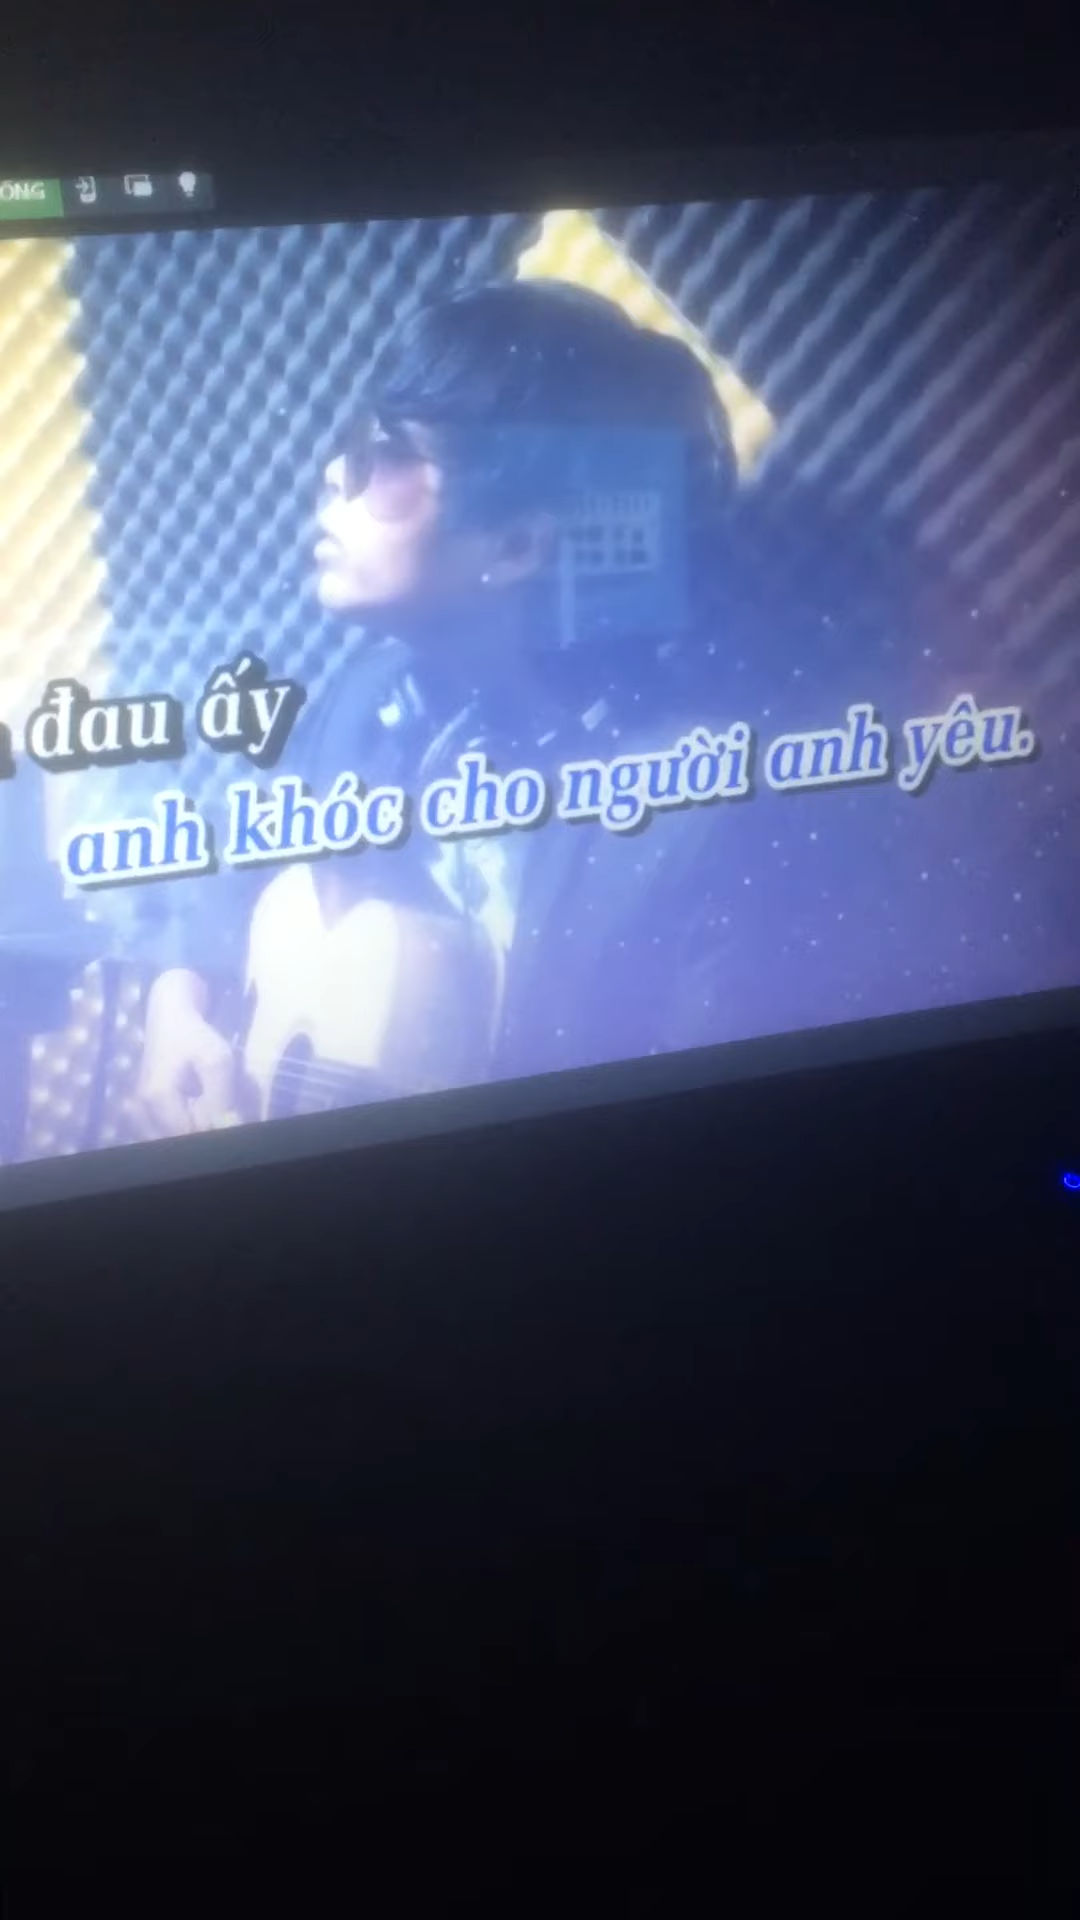 đau ấy
anh khóc cho người anh yêu.